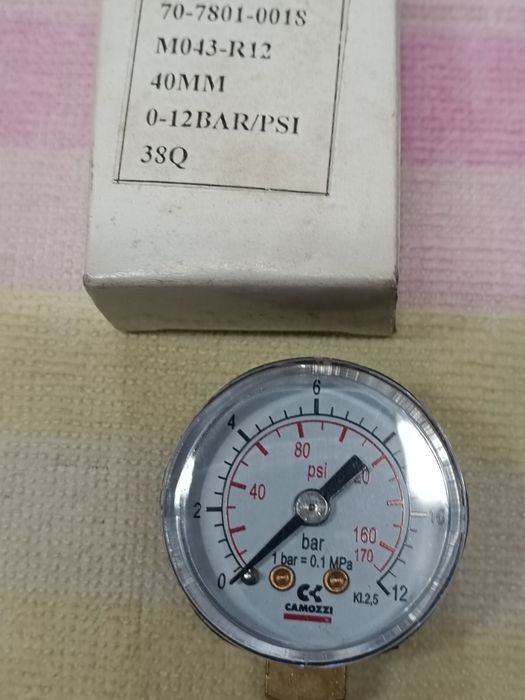 70-7801-001S
M043-R12
40MM
0-12BAR/PSI
38Q
6
4
80
psi
20
40
2
10
bar
160
170
1 bar = 0.1 MPa
0
12
Kl.2,5
CAMOZZI